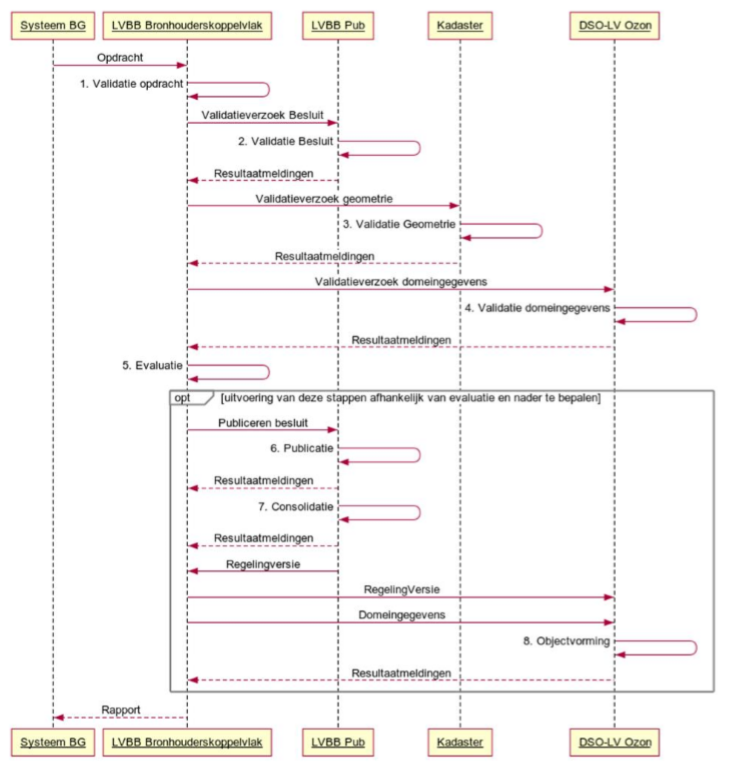 Systeem BG LVBB Bronhouderskoppelvlak LVBB Pub Kadaster DSO-LV Ozon
Opdracht
1. Validatie opdracht
Validatieverzoek Besluit
2. Validatie Besluit
Resultaatmeldingen
Validatieverzoek geometrie
3. Validatie Geometrie
Resultaatmeldingen
Validatieverzoek domeingegevens
4. Validatie domeingegevens
Resultaatmeldingen
5. Evaluatie
opt [uitvoering van deze stappen afhankelijk van evaluatie en nader te bepalen]
Publiceren besluit
6. Publicatie
Resultaatmeldingen
7. Consolidatie
Resultaatmeldingen
Regelingversie
RegelingVersie
Domeingegevens
8. Objectvorming
Resultaatmeldingen
Rapport
Systeem BG LVBB Bronhouderskoppelvlak LVBB Pub Kadaster DSO-LV Ozon